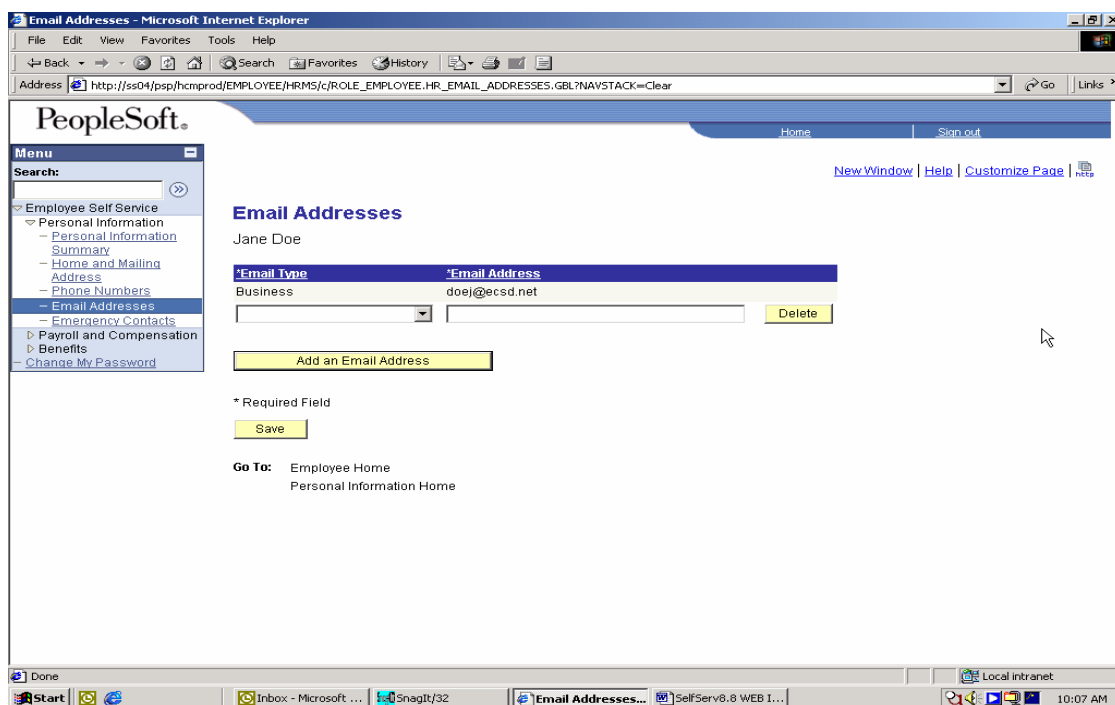 Email Addresses - Microsoft Internet Explorer
File Edit View Favorites Tools Help
Back Search Favorites History
Address http://ss04/psp/hcmprod/EMPLOYEE/HRMS/c/ROLE_EMPLOYEE.HR_EMAIL_ADDRESSES.GBL?NAVSTACK=Clear Go Links
PeopleSoft.
Home Sign out
Menu
New Window | Help | Customize Page | http
Search:
Employee Self Service
Personal Information
Personal Information
Summary
Home and Mailing
Address
Phone Numbers
Email Addresses
Emergency Contacts
Payroll and Compensation
Benefits
Change My Password
Email Addresses
Jane Doe
*Email Type *Email Address
Business doej@ecsd.net
Delete
Add an Email Address
* Required Field
Save
Go To: Employee Home
Personal Information Home
Done Local intranet
Start Inbox - Microsoft ... SnagIt/32 Email Addresses... SelfServ8.8 WEB I... 10:07 AM